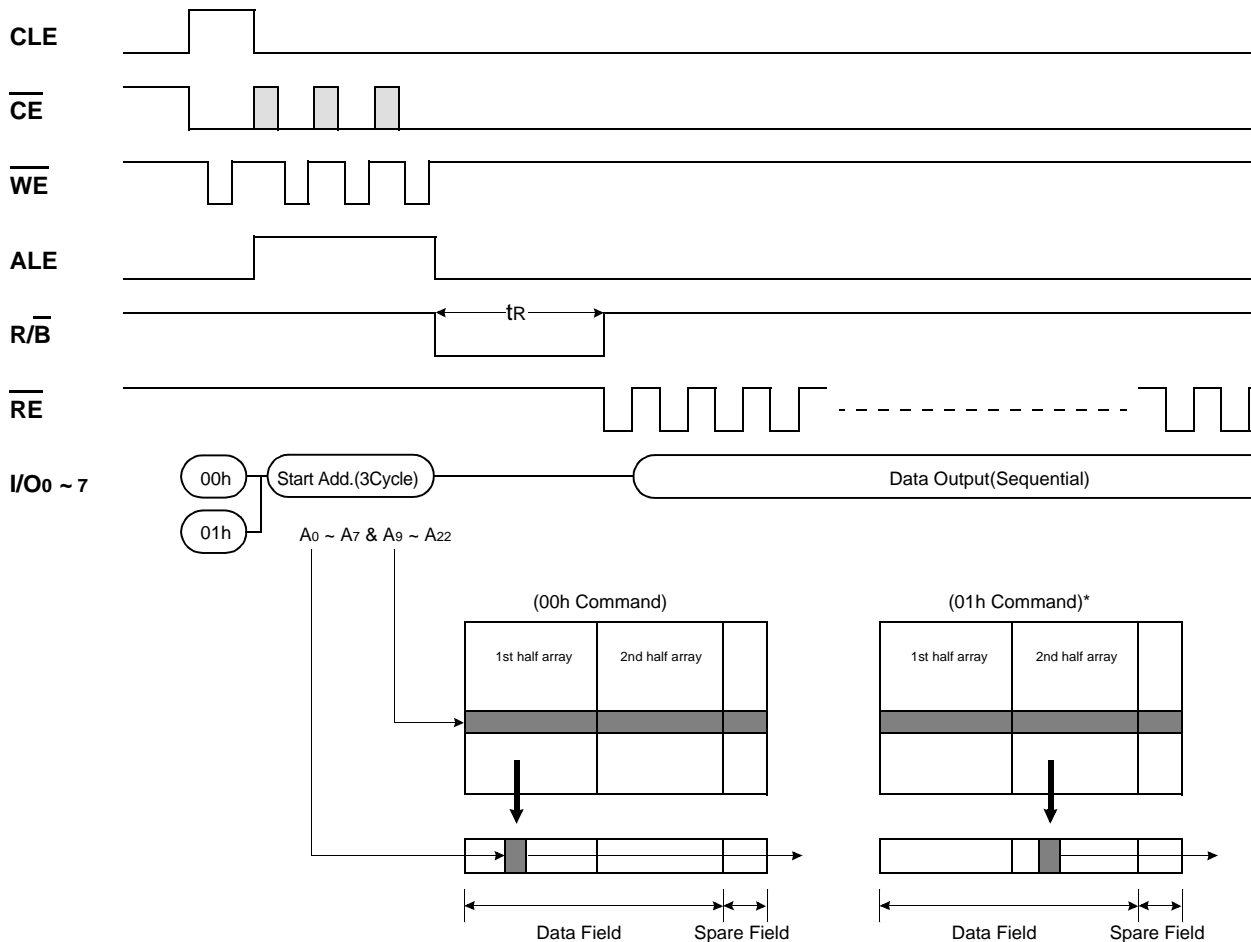 CLE
CE
WE
ALE
R/B
tR
RE
I/O0 ~ 7
00h
Start Add.(3Cycle)
Data Output(Sequential)
01h
A0 ~ A7 & A9 ~ A22
(00h Command)
(01h Command)*
1st half array
2nd half array
1st half array
2nd half array
Data Field
Spare Field
Data Field
Spare Field